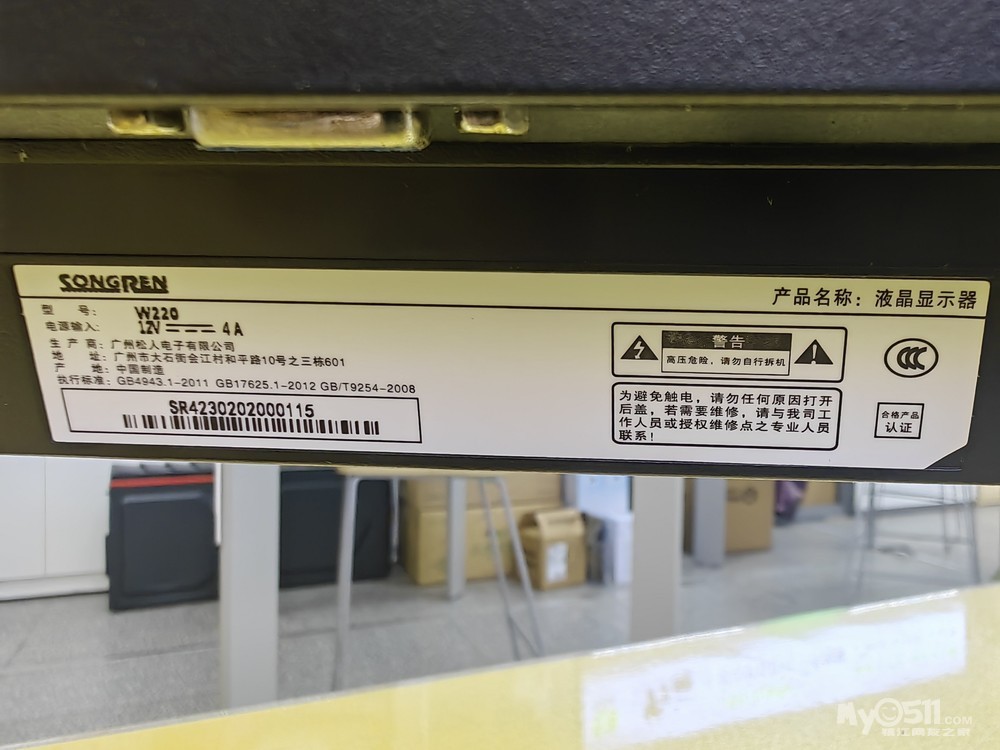 SONGREN
产品名称：液晶显示器
型 号： W220
电源输入： 12V 4A
生 产 商：广州松人电子有限公司
地 址：广州市大石街会江村和平路10号之三栋601
产 地：中国制造
执行标准：GB4943.1-2011 GB17625.1-2012 GB/T9254-2008
SR4230202000115
警告
高压危险，请勿自行拆机
为避免触电，请勿任何原因打开
后盖，若需要维修，请与我司工
作人员或授权维修点之专业人员
联系！
CCC
合格产品
认证
My0511.COM